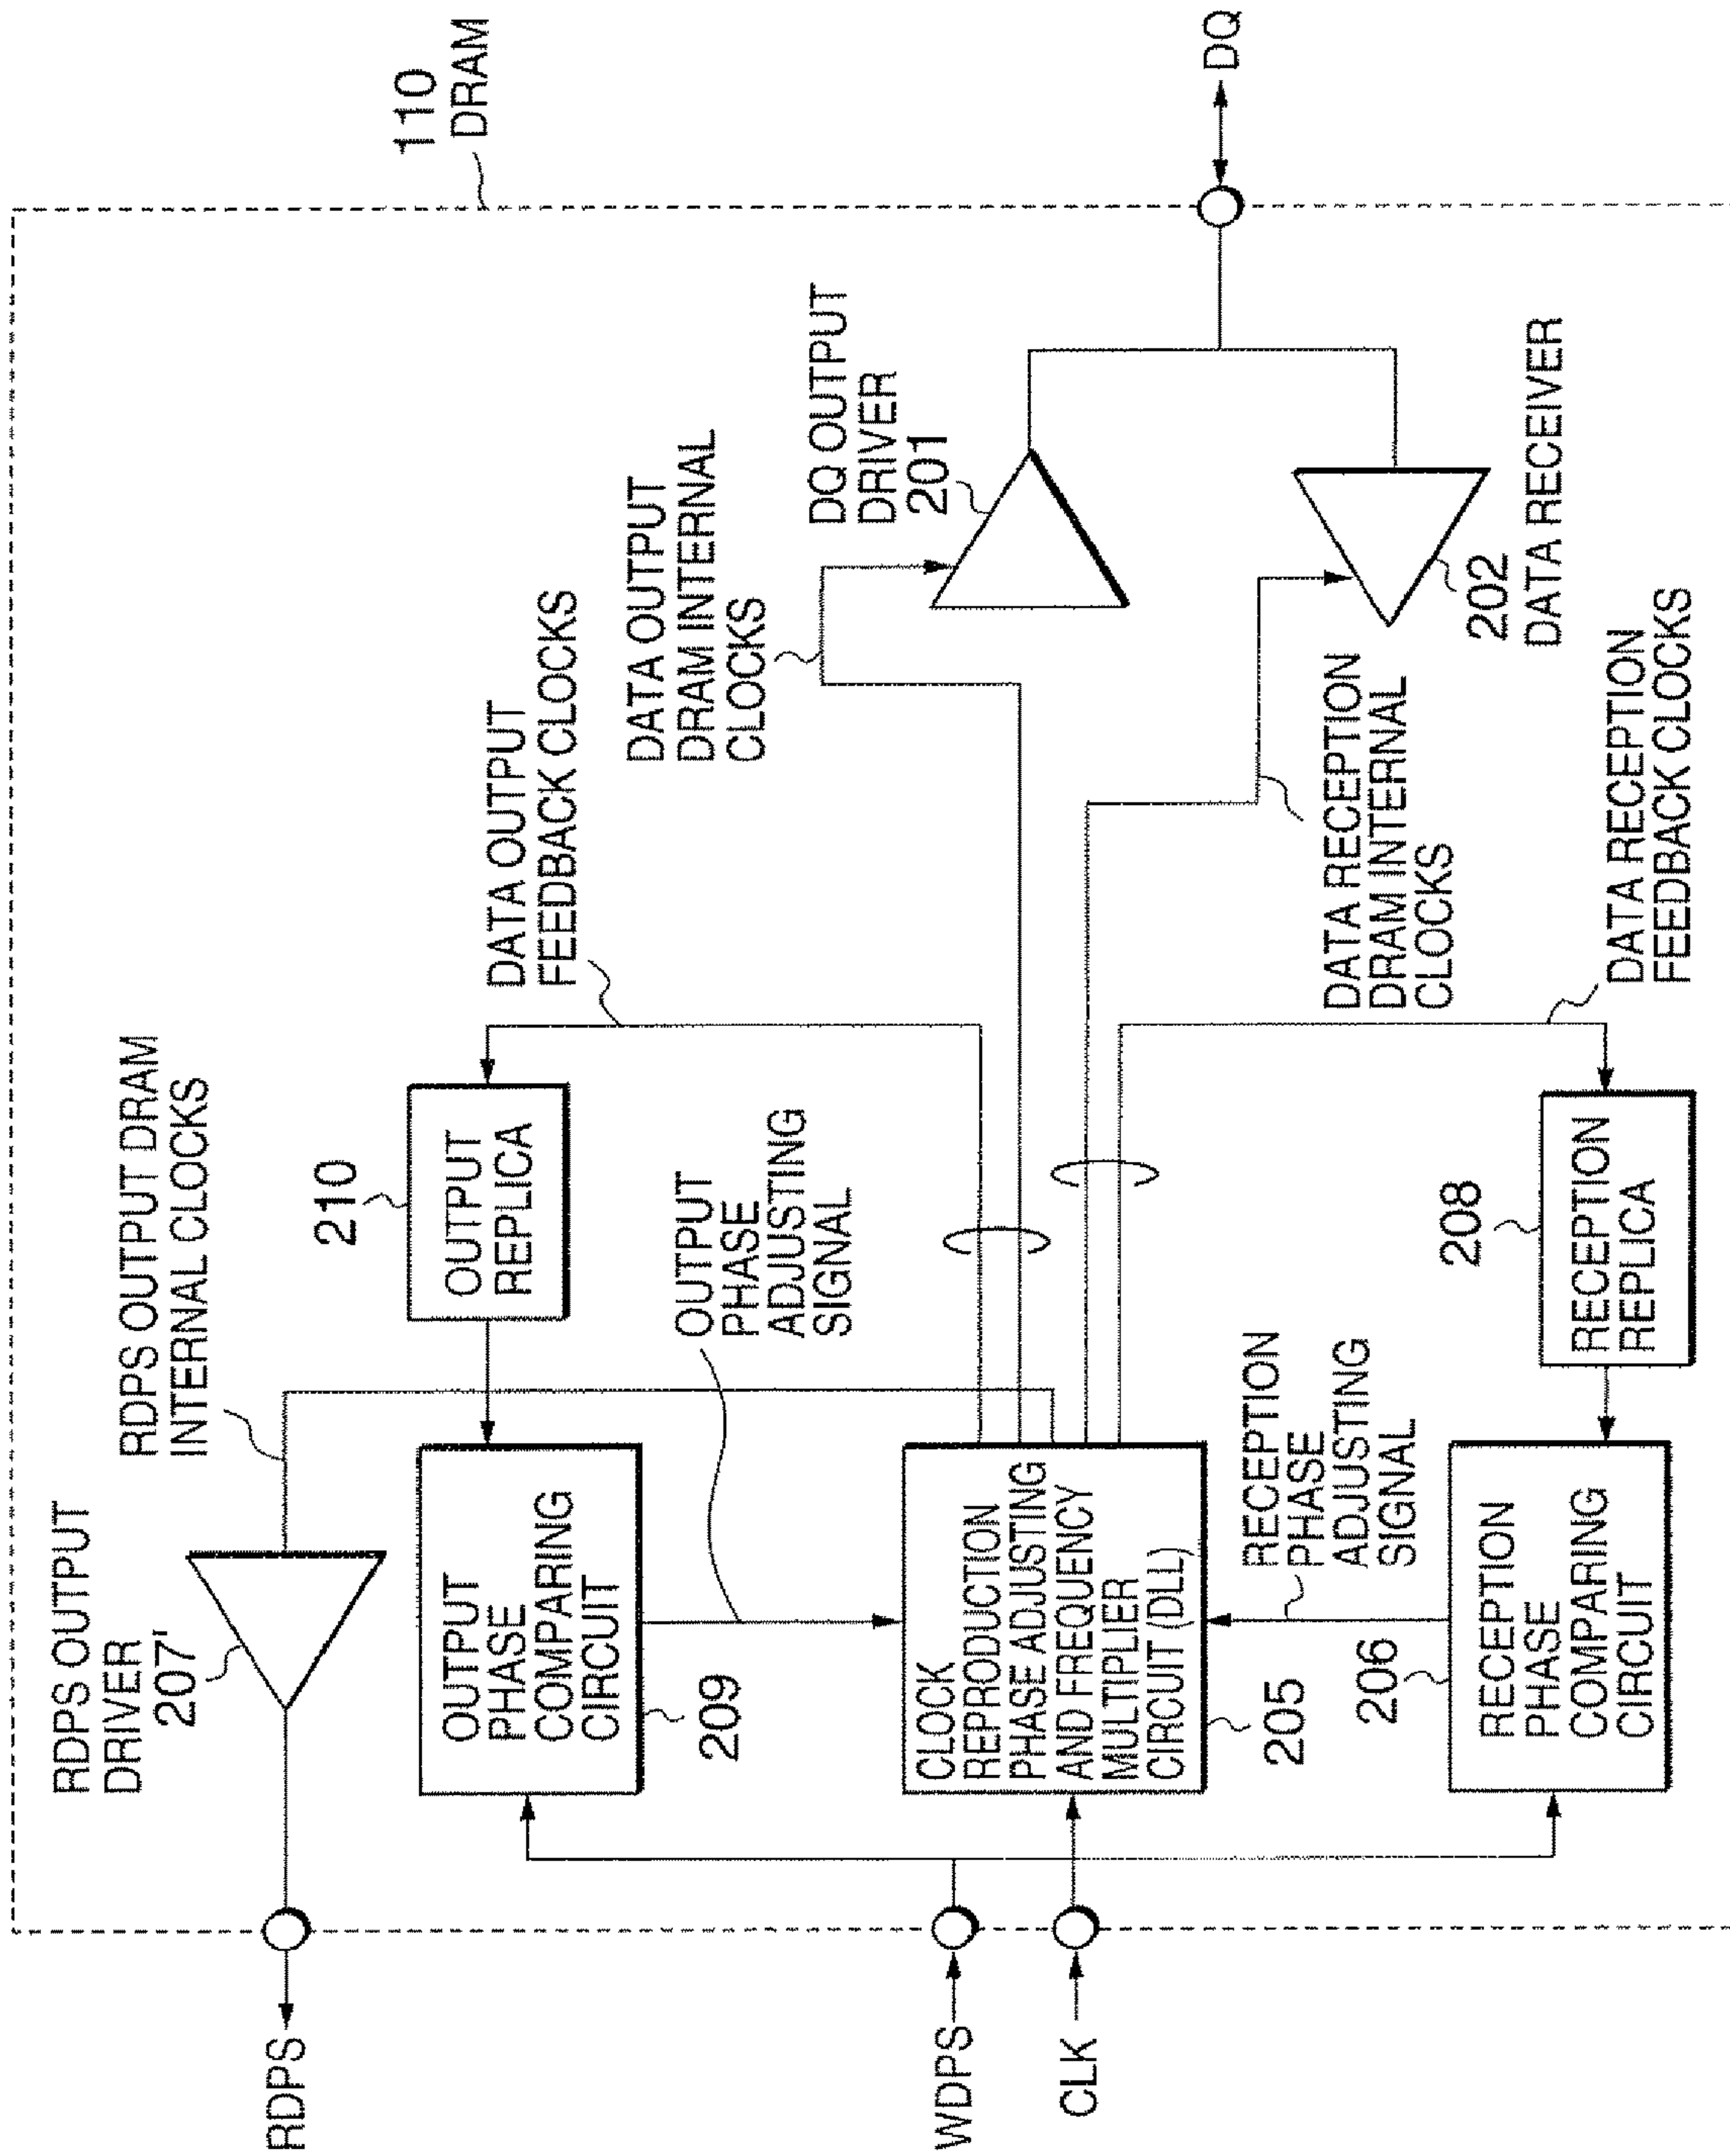 110
DRAM
RDPS OUTPUT
DRIVER
207'
RDPS OUTPUT DRAM
INTERNAL CLOCKS
RDPS
210
OUTPUT
REPLICA
DATA OUTPUT
FEEDBACK CLOCKS
OUTPUT
PHASE
COMPARING
CIRCUIT
209
OUTPUT
PHASE
ADJUSTING
SIGNAL
DATA OUTPUT
DRAM INTERNAL
CLOCKS
DQ OUTPUT
DRIVER
201
DQ
WDPS
CLK
CLOCK
REPRODUCTION
PHASE ADJUSTING
AND FREQUENCY
MULTIPLIER
CIRCUIT (DLL)
205
RECEPTION
PHASE
ADJUSTING
SIGNAL
DATA RECEPTION
DRAM INTERNAL
CLOCKS
202
DATA RECEIVER
206
RECEPTION
PHASE
COMPARING
CIRCUIT
208
RECEPTION
REPLICA
DATA RECEPTION
FEEDBACK CLOCKS